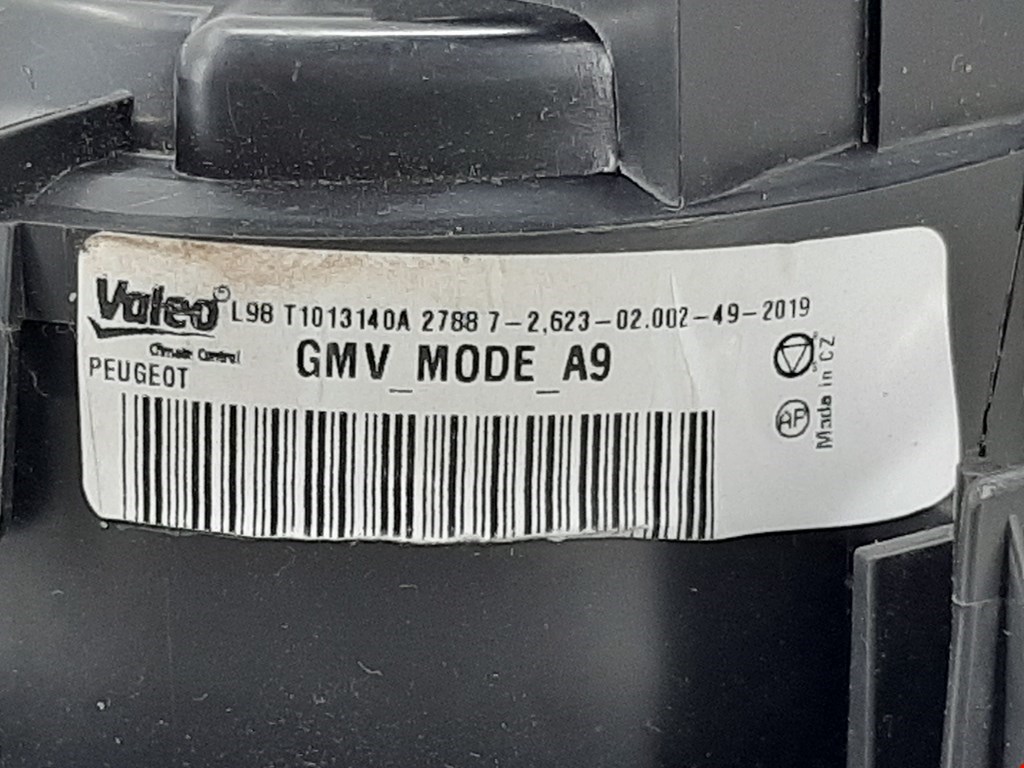 Valeo L98 T1013140A 2788 7-2,623-02.002-49-2019
Climate Control
GMV_MODE_A9
PEUGEOT
AP
Made in CZ